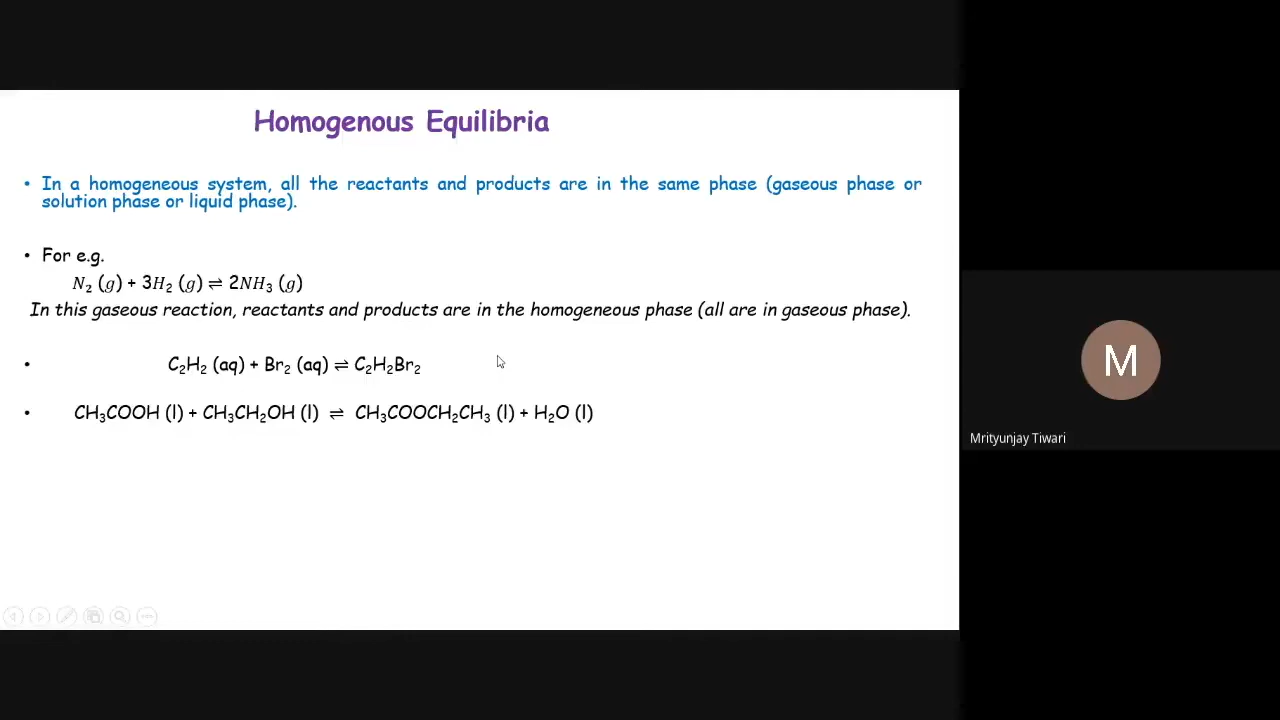 Homogenous Equilibria
• In a homogeneous system, all the reactants and products are in the same phase (gaseous phase or
solution phase or liquid phase).
• For e.g.
N₂ (g) + 3H₂ (g) ⇌ 2NH₃ (g)
In this gaseous reaction, reactants and products are in the homogeneous phase (all are in gaseous phase).
• C₂H₂ (aq) + Br₂ (aq) ⇌ C₂H₂Br₂
• CH₃COOH (l) + CH₃CH₂OH (l) ⇌ CH₃COOCH₂CH₃ (l) + H₂O (l)
M
Mrityunjay Tiwari